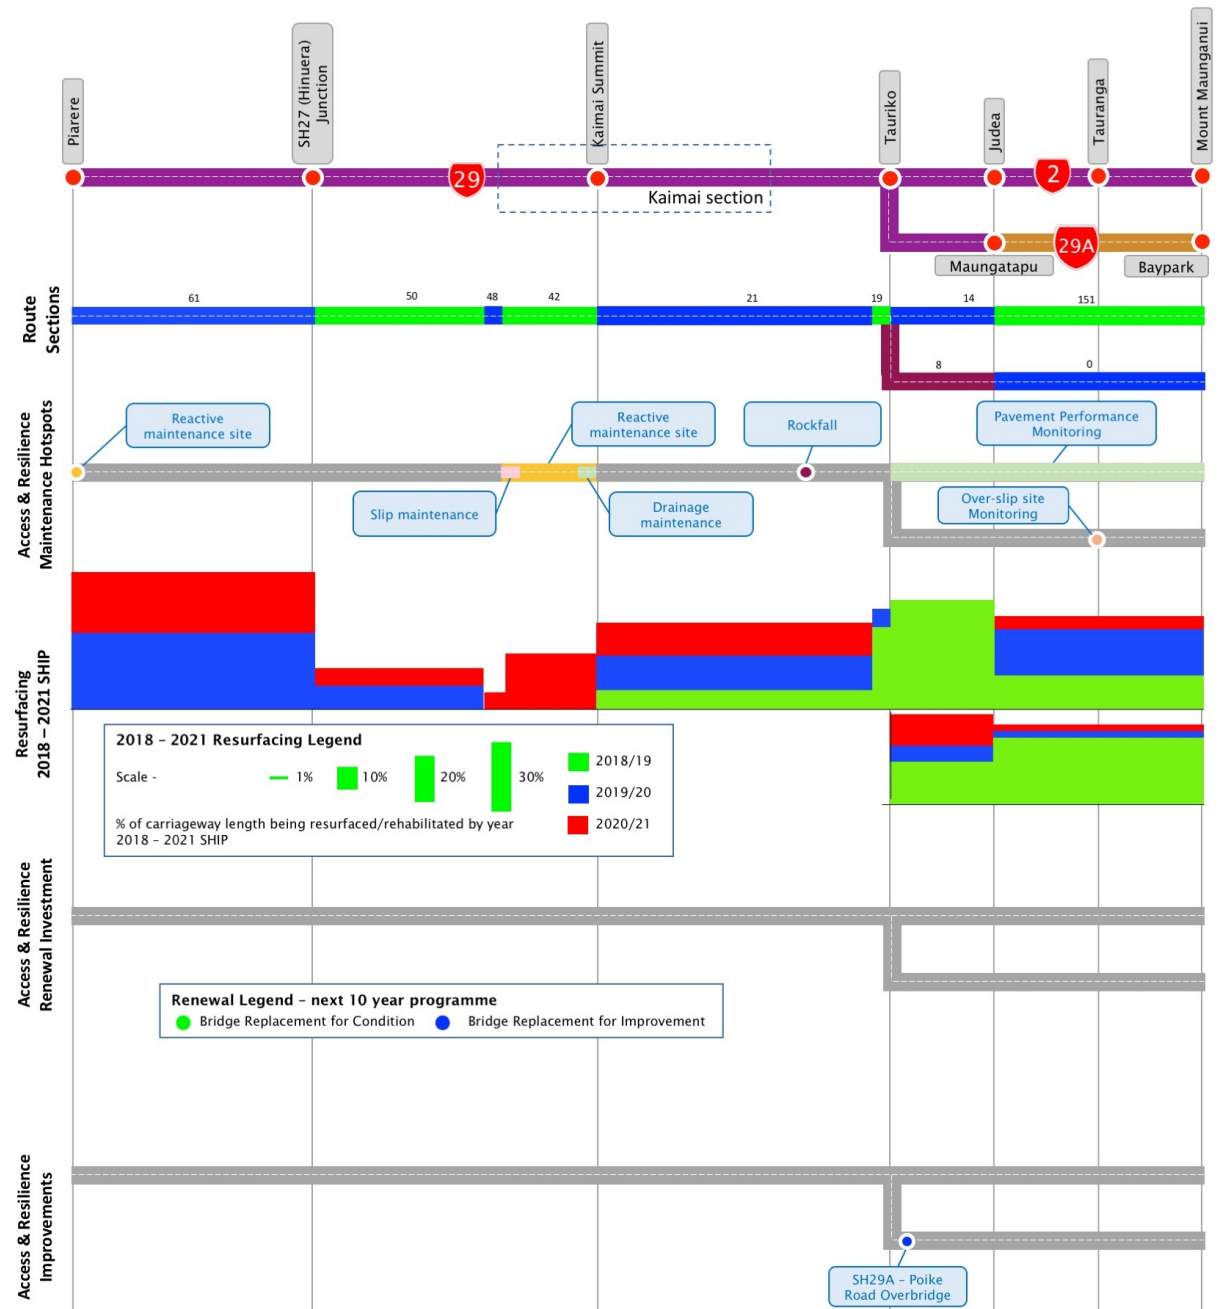 Piarere
SH27 (Hinuera)
Junction
Kaimai Summit
Tauriko
Judea
Tauranga
Mount Maunganui
29
2
Kaimai section
29A
Maungatapu
Baypark
Route
Sections
61
50
48
42
21
19
14
151
8
0
Access & Resilience
Maintenance Hotspots
Reactive
maintenance site
Reactive
maintenance site
Rockfall
Pavement Performance
Monitoring
Slip maintenance
Drainage
maintenance
Over-slip site
Monitoring
Resurfacing
2018 – 2021 SHIP
2018 – 2021 Resurfacing Legend
Scale -
1%
10%
20%
30%
2018/19
2019/20
2020/21
% of carriageway length being resurfaced/rehabilitated by year
2018 – 2021 SHIP
Access & Resilience
Renewal Investment
Renewal Legend – next 10 year programme
Bridge Replacement for Condition
Bridge Replacement for Improvement
Access & Resilience
Improvements
SH29A – Poike
Road Overbridge